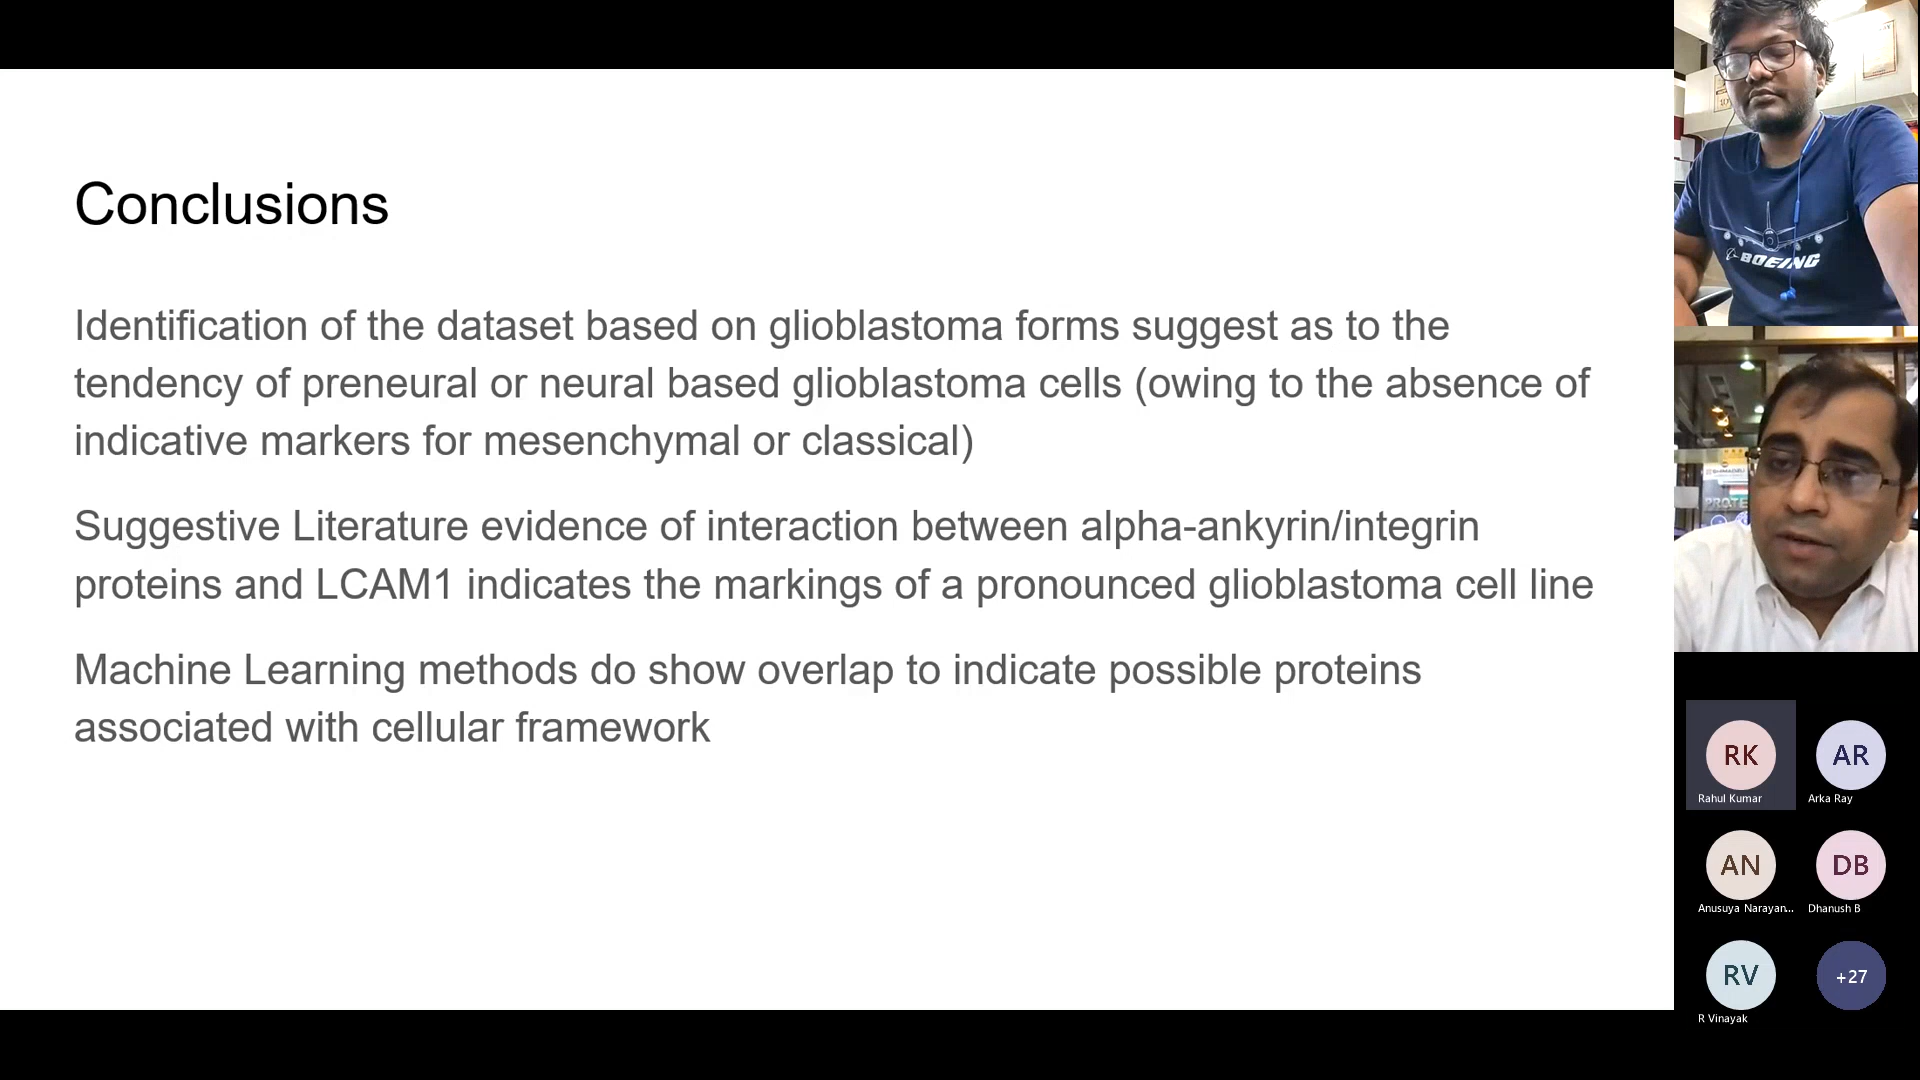 Conclusions
Identification of the dataset based on glioblastoma forms suggest as to the
tendency of preneural or neural based glioblastoma cells (owing to the absence of
indicative markers for mesenchymal or classical)
Suggestive Literature evidence of interaction between alpha-ankyrin/integrin
proteins and LCAM1 indicates the markings of a pronounced glioblastoma cell line
Machine Learning methods do show overlap to indicate possible proteins
associated with cellular framework
BOEING
RK
AR
Rahul Kumar
Arka Ray
AN
DB
Anusuya Narayan...
Dhanush B
RV
+27
R Vinayak